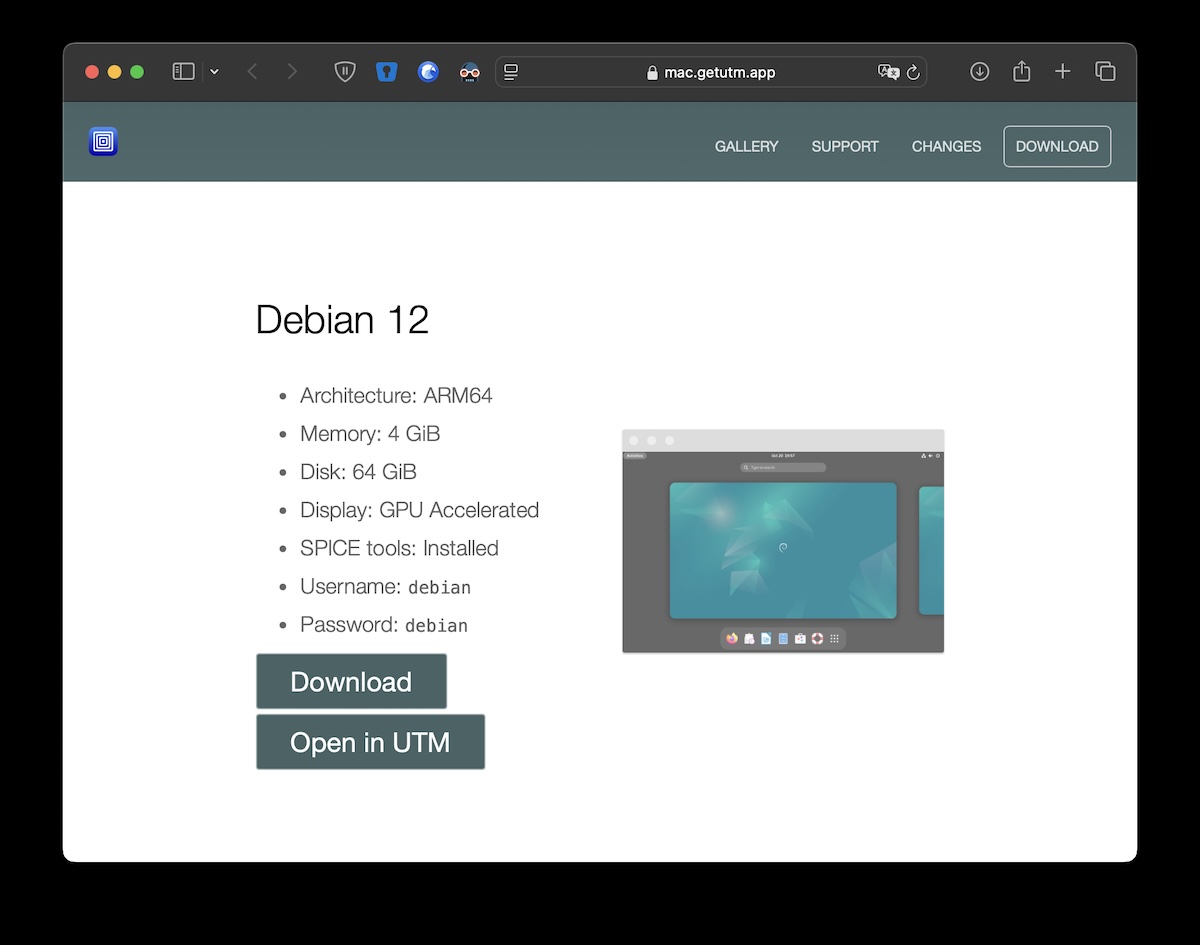 mac.getutm.app
GALLERY SUPPORT CHANGES DOWNLOAD
Debian 12
Architecture: ARM64
Memory: 4 GiB
Disk: 64 GiB
Display: GPU Accelerated
SPICE tools: Installed
Username: debian
Password: debian
Download
Open in UTM